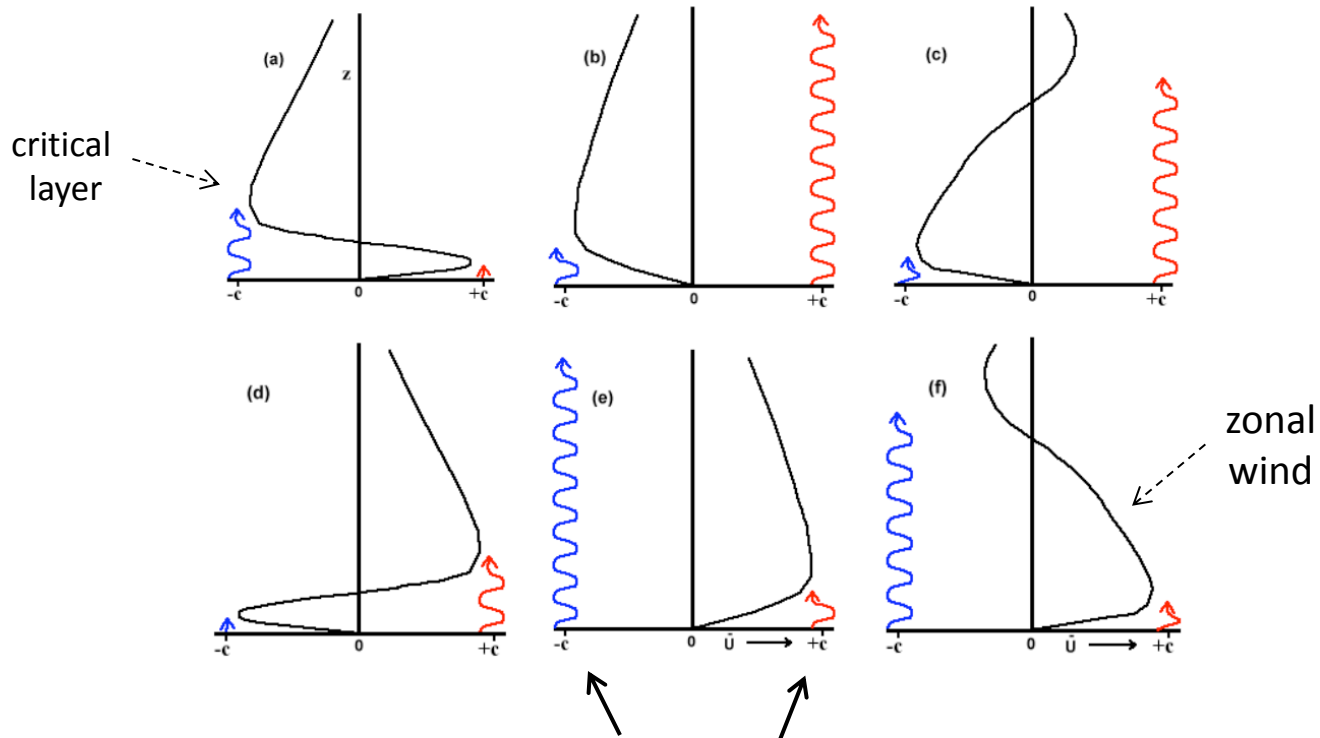 (a)
z
-c
0
+c
(b)
-c
0
+c
(c)
-c
0
+c
critical
layer
(d)
-c
0
+c
(e)
-c
0
Ū
+c
(f)
-c
0
Ū
+c
zonal
wind